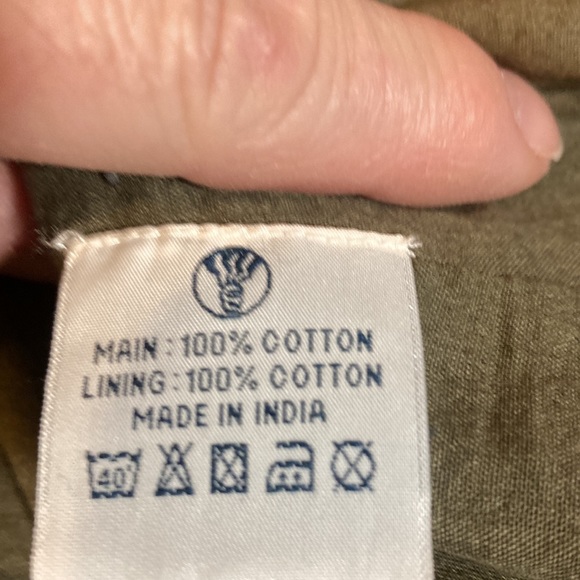 MAIN : 100% COTTON
LINING : 100% COTTON
MADE IN INDIA
40°